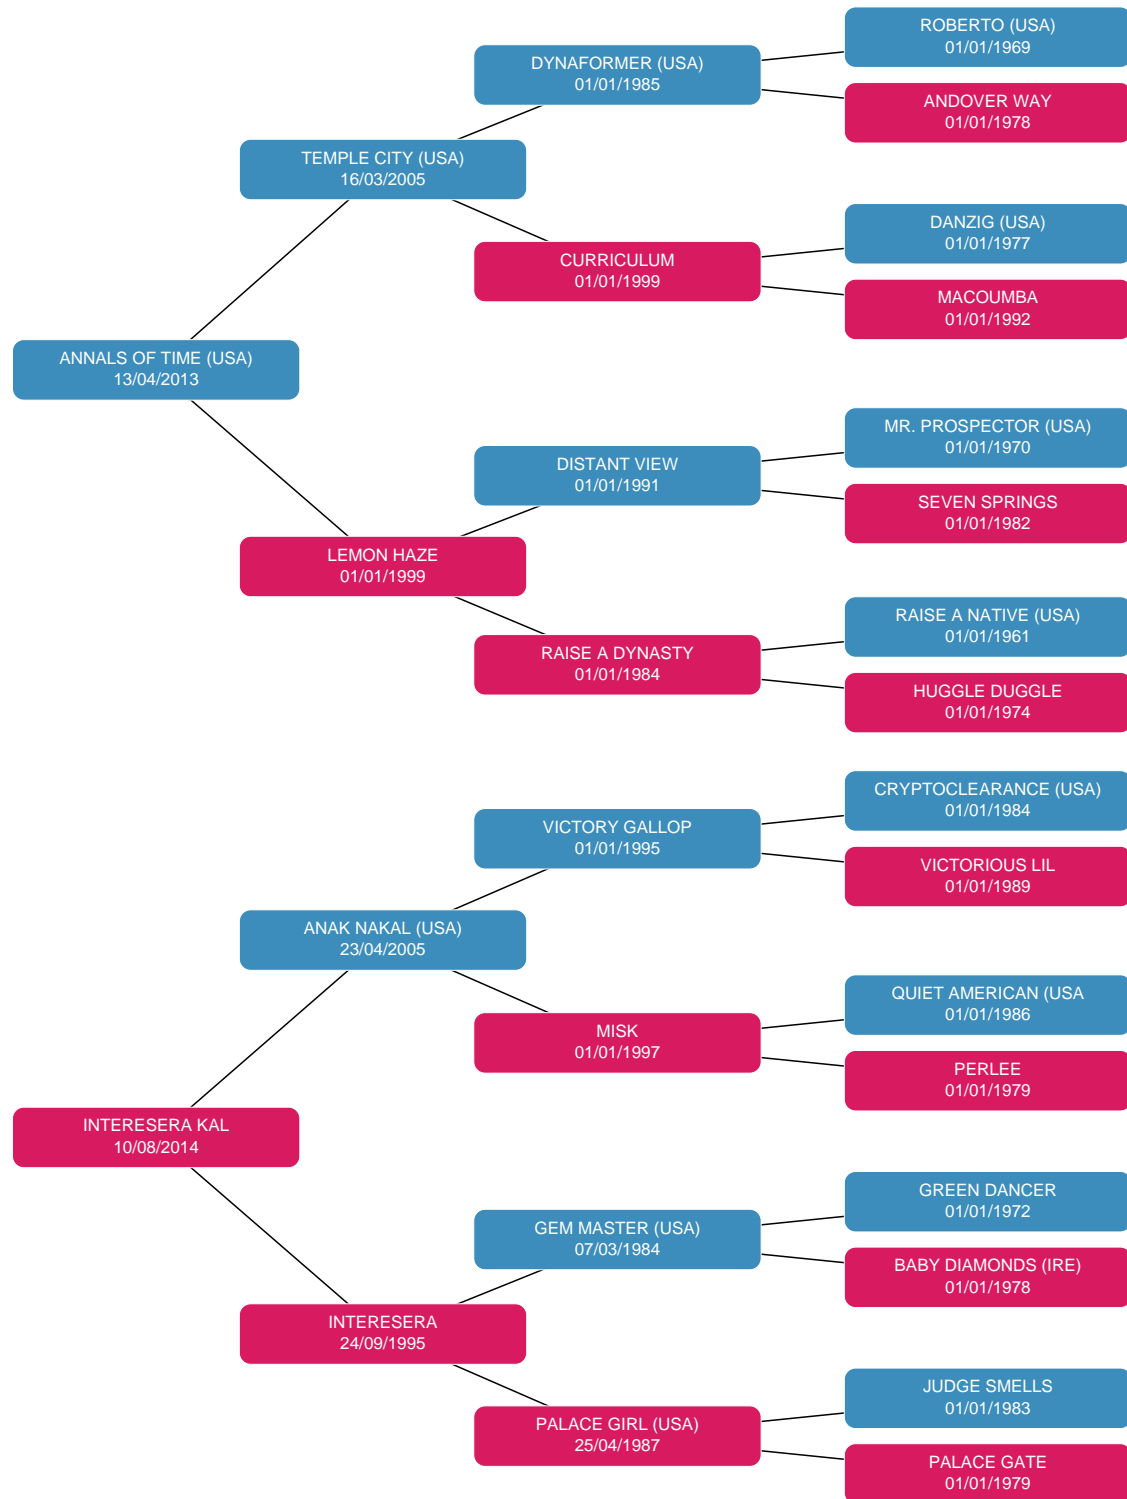 ROBERTO (USA)
01/01/1969
DYNAFORMER (USA)
01/01/1985
ANDOVER WAY
01/01/1978
TEMPLE CITY (USA)
16/03/2005
DANZIG (USA)
01/01/1977
CURRICULUM
01/01/1999
MACOUMBA
01/01/1992
ANNALS OF TIME (USA)
13/04/2013
MR. PROSPECTOR (USA)
01/01/1970
DISTANT VIEW
01/01/1991
SEVEN SPRINGS
01/01/1982
LEMON HAZE
01/01/1999
RAISE A NATIVE (USA)
01/01/1961
RAISE A DYNASTY
01/01/1984
HUGGLE DUGGLE
01/01/1974
CRYPTOCLEARANCE (USA)
01/01/1984
VICTORY GALLOP
01/01/1995
VICTORIOUS LIL
01/01/1989
ANAK NAKAL (USA)
23/04/2005
QUIET AMERICAN (USA
01/01/1986
MISK
01/01/1997
PERLEE
01/01/1979
INTERESERA KAL
10/08/2014
GREEN DANCER
01/01/1972
GEM MASTER (USA)
07/03/1984
BABY DIAMONDS (IRE)
01/01/1978
INTERESERA
24/09/1995
JUDGE SMELLS
01/01/1983
PALACE GIRL (USA)
25/04/1987
PALACE GATE
01/01/1979